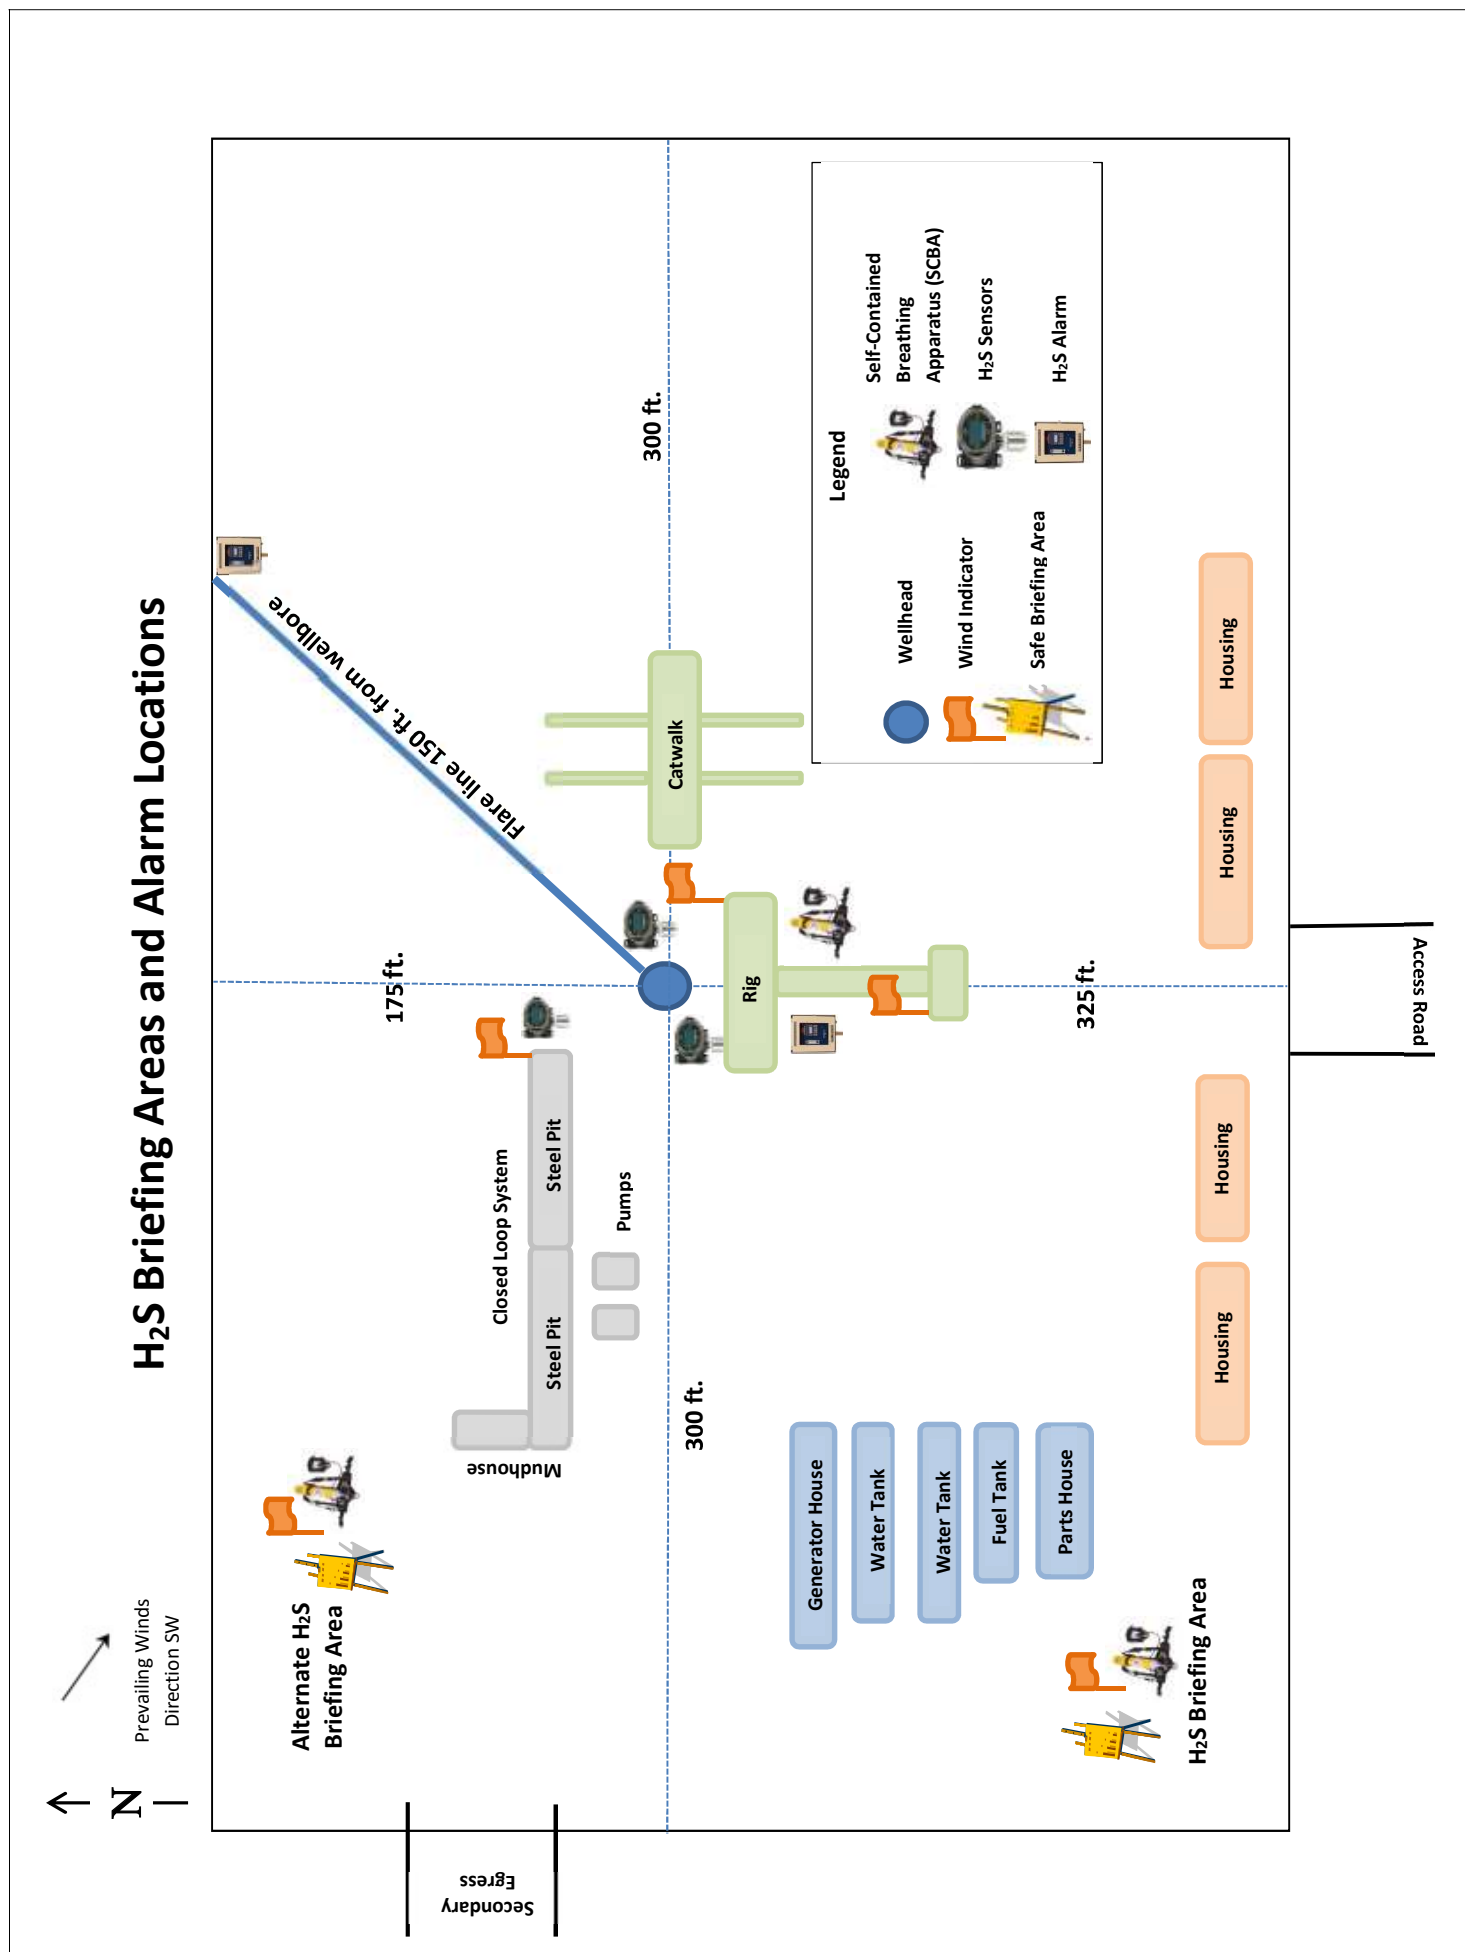 H₂S Briefing Areas and Alarm Locations
N
Prevailing Winds
Direction SW
Alternate H₂S
Briefing Area
Secondary
Egress
Mudhouse
Closed Loop System
Steel Pit
Steel Pit
Pumps
175 ft.
Flare line 150 ft. from wellbore
300 ft.
300 ft.
Catwalk
Rig
325 ft.
Generator House
Water Tank
Water Tank
Fuel Tank
Parts House
H₂S Briefing Area
Housing
Housing
Housing
Housing
Access Road
Legend
Wellhead
Wind Indicator
Safe Briefing Area
Self-Contained
Breathing
Apparatus (SCBA)
H₂S Sensors
H₂S Alarm